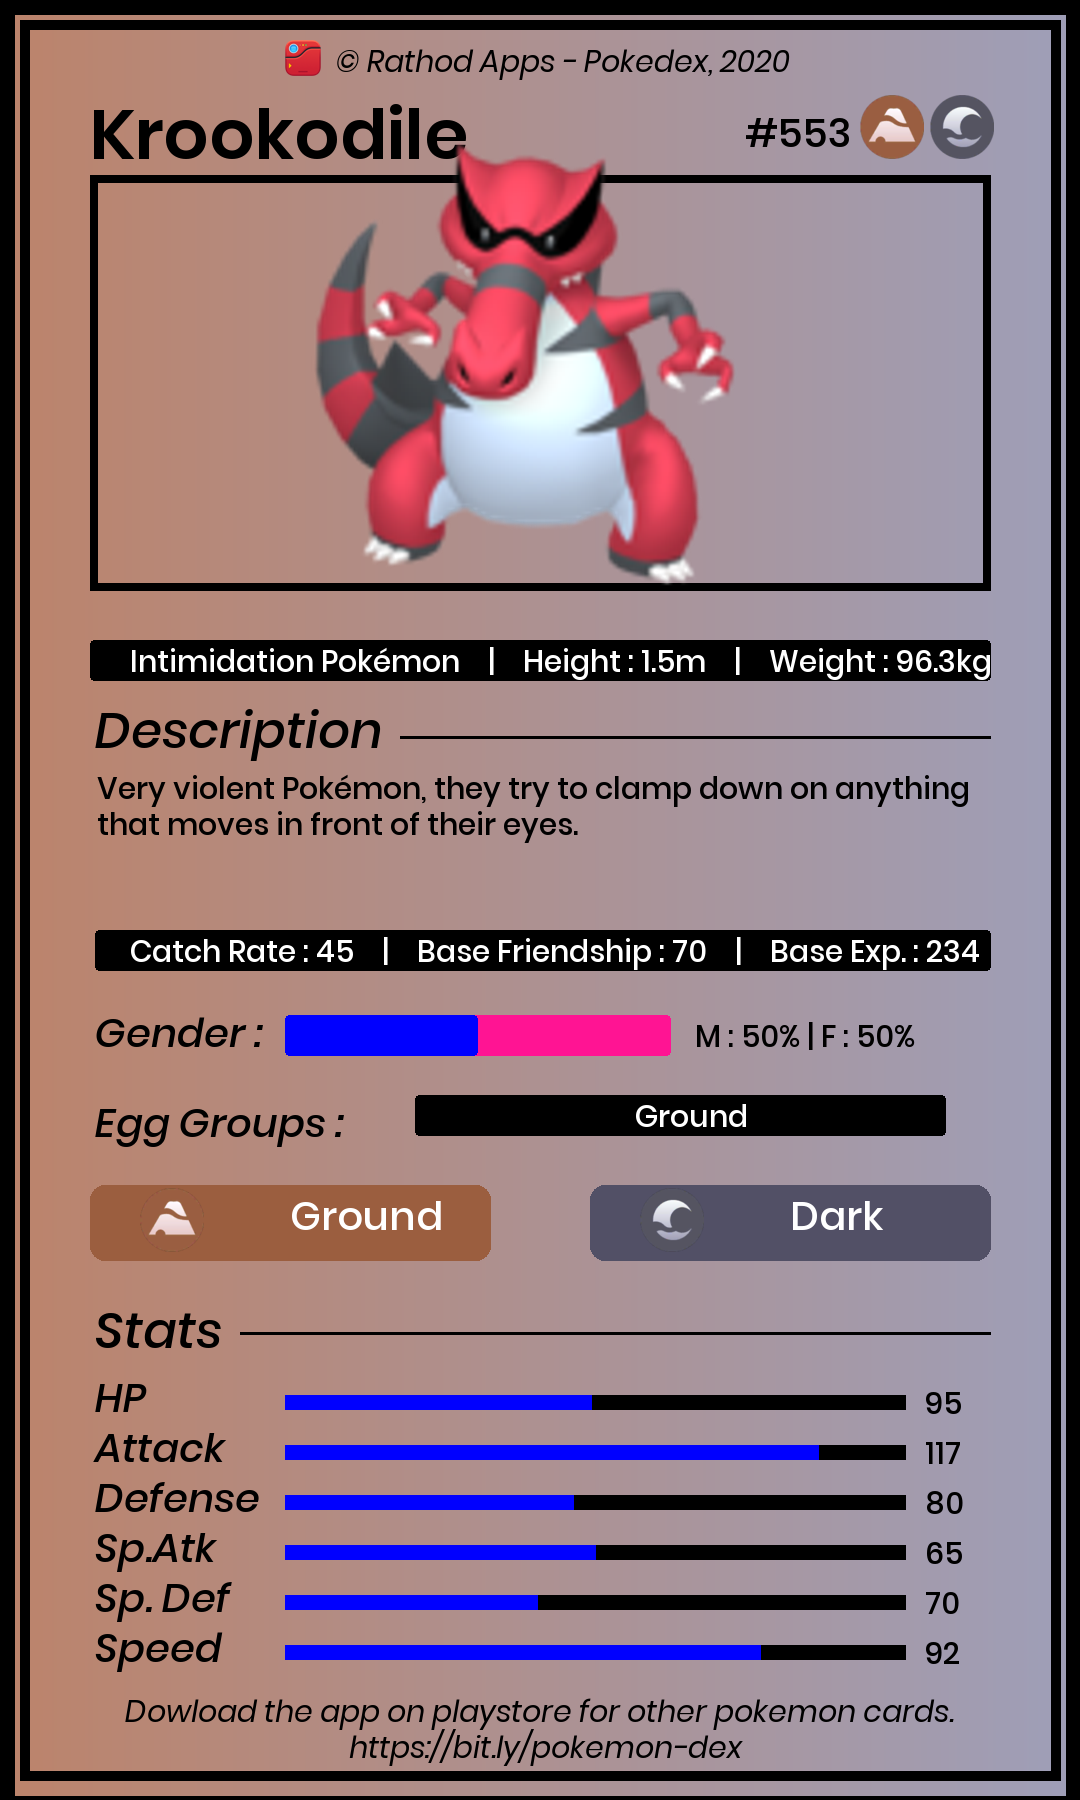 © Rathod Apps - Pokedex, 2020
Krookodile #553
Intimidation Pokémon | Height : 1.5m | Weight : 96.3kg
Description
Very violent Pokémon, they try to clamp down on anything
that moves in front of their eyes.
Catch Rate : 45 | Base Friendship : 70 | Base Exp. : 234
Gender : M : 50% | F : 50%
Egg Groups : Ground
Ground Dark
Stats
HP 95
Attack 117
Defense 80
Sp.Atk 65
Sp. Def 70
Speed 92
Dowload the app on playstore for other pokemon cards.
https://bit.ly/pokemon-dex